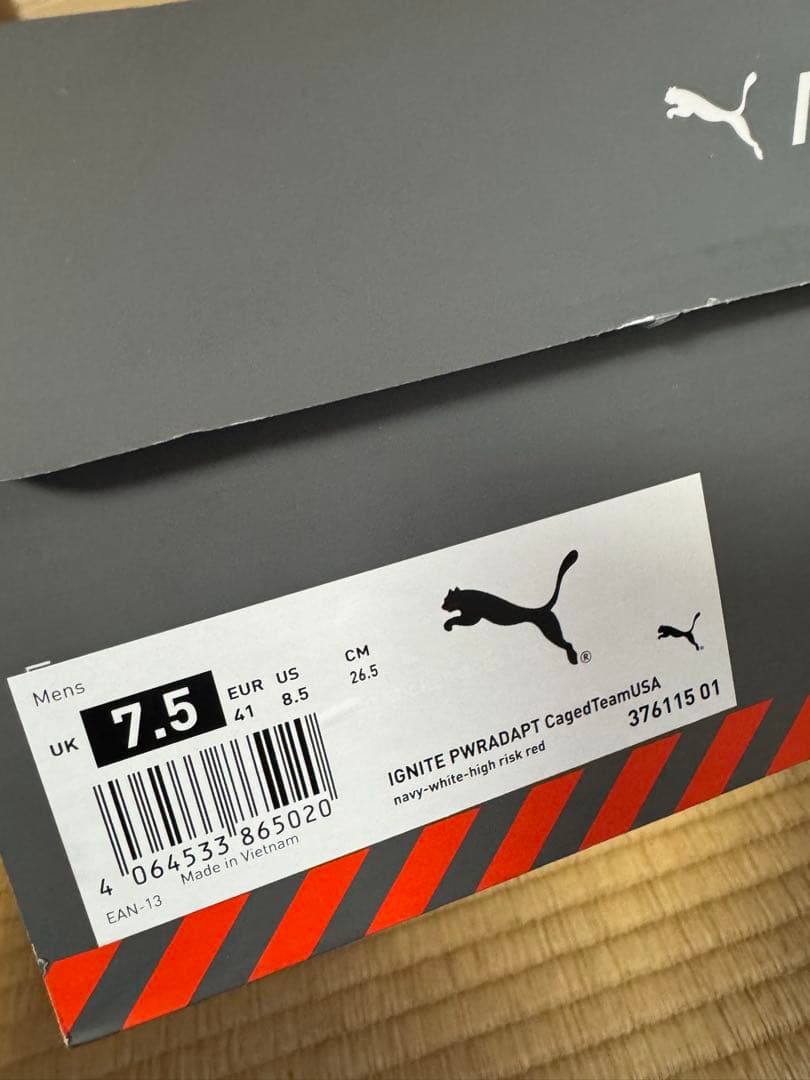 Mens
UK 7.5 EUR 41 US 8.5 CM 26.5
4 064533 865020
EAN-13 Made in Vietnam
IGNITE PWRADAPT CagedTeamUSA
navy-white-high risk red 376115 01
®